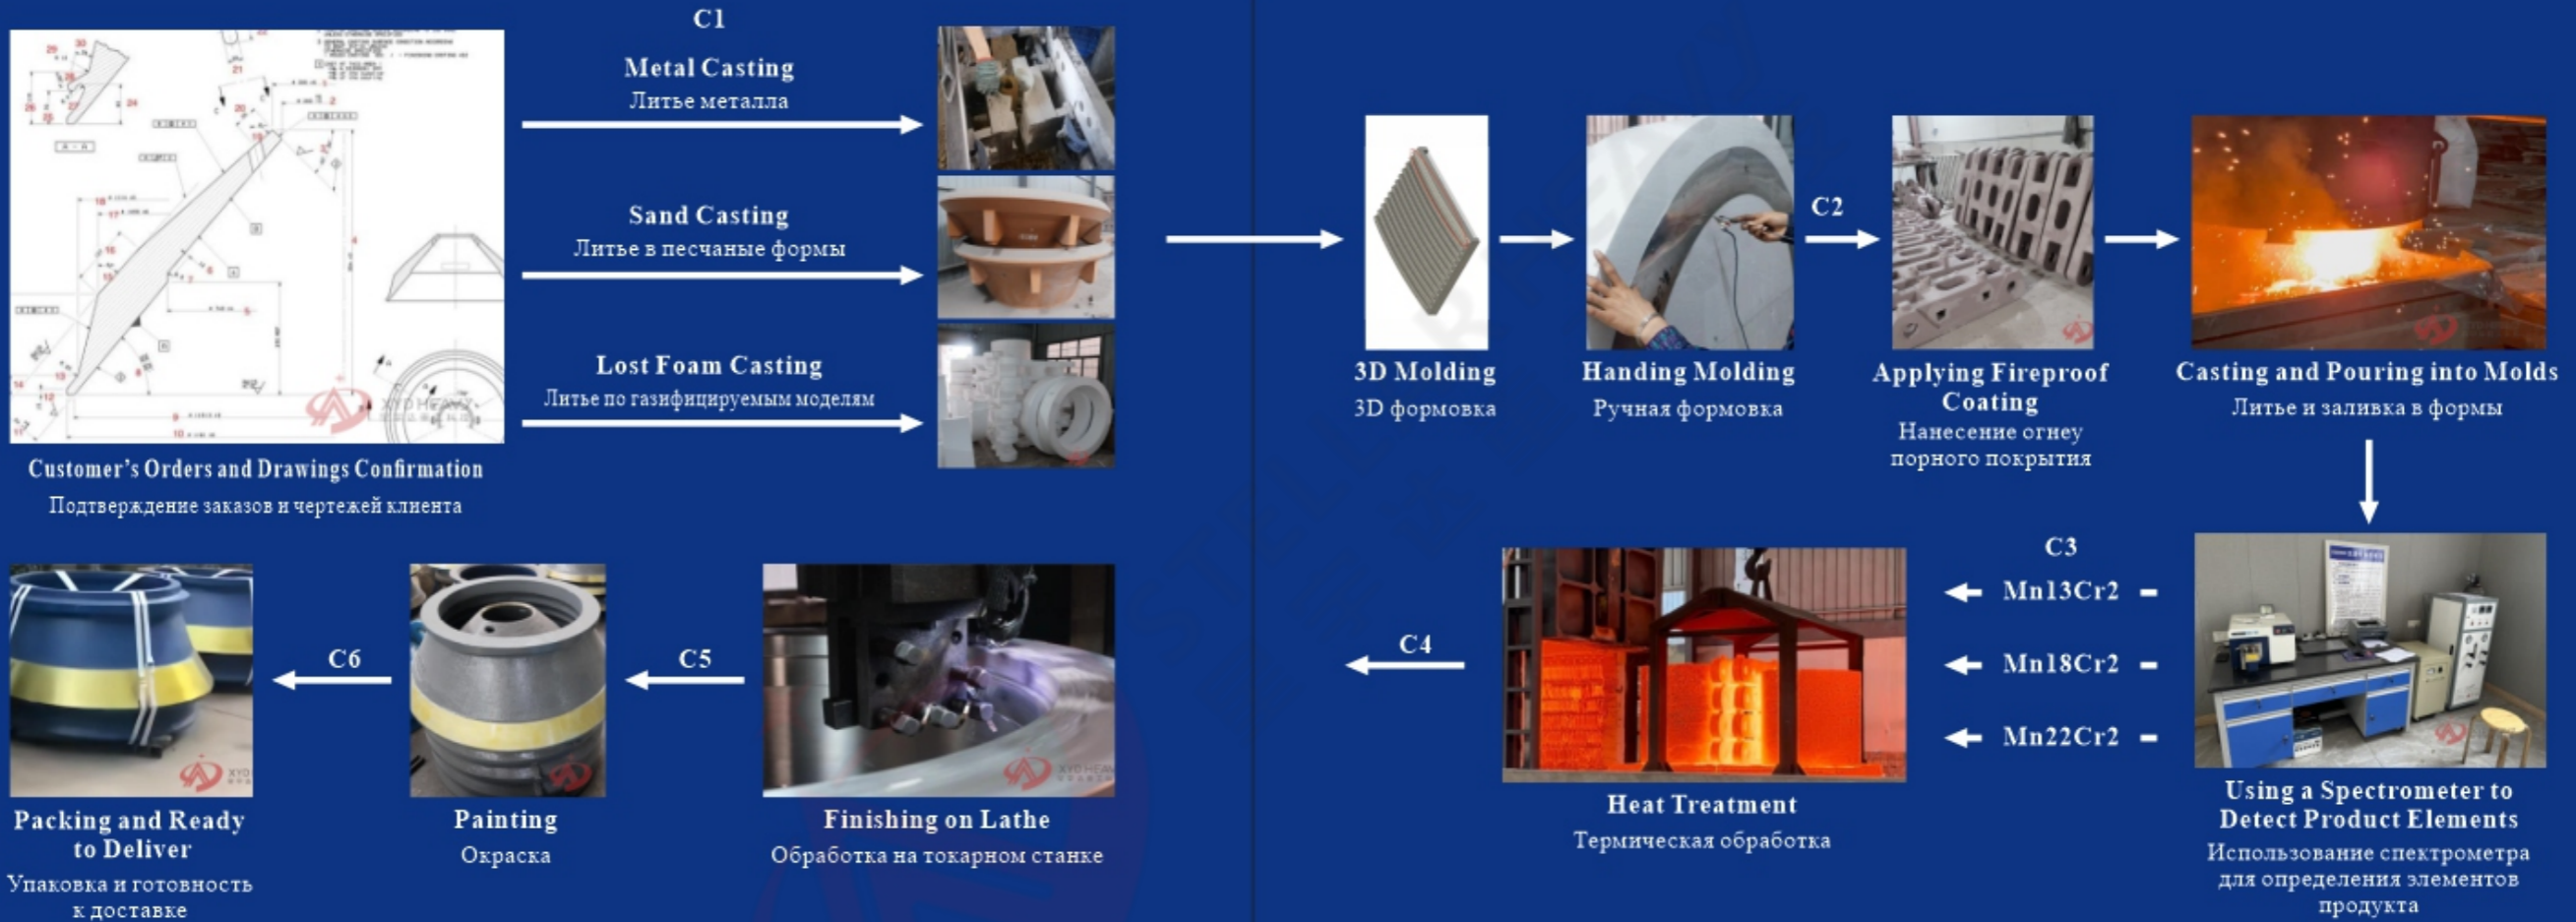 C1
Metal Casting
Литье металла
Sand Casting
Литье в песчаные формы
Lost Foam Casting
Литье по газифицируемым моделям
A - A
XYD HEAVY
Customer's Orders and Drawings Confirmation
Подтверждение заказов и чертежей клиента
3D Molding
3D формовка
Handing Molding
Ручная формовка
C2
Applying Fireproof
Coating
Нанесение огнеу
порного покрытия
Casting and Pouring into Molds
Литье и заливка в формы
Using a Spectrometer to
Detect Product Elements
Использование спектрометра
для определения элементов
продукта
C3
Mn13Cr2
Mn18Cr2
Mn22Cr2
Heat Treatment
Термическая обработка
C4
XYD HEAVY
Finishing on Lathe
Обработка на токарном станке
C5
Painting
Окраска
C6
Packing and Ready
to Deliver
Упаковка и готовность
к доставке